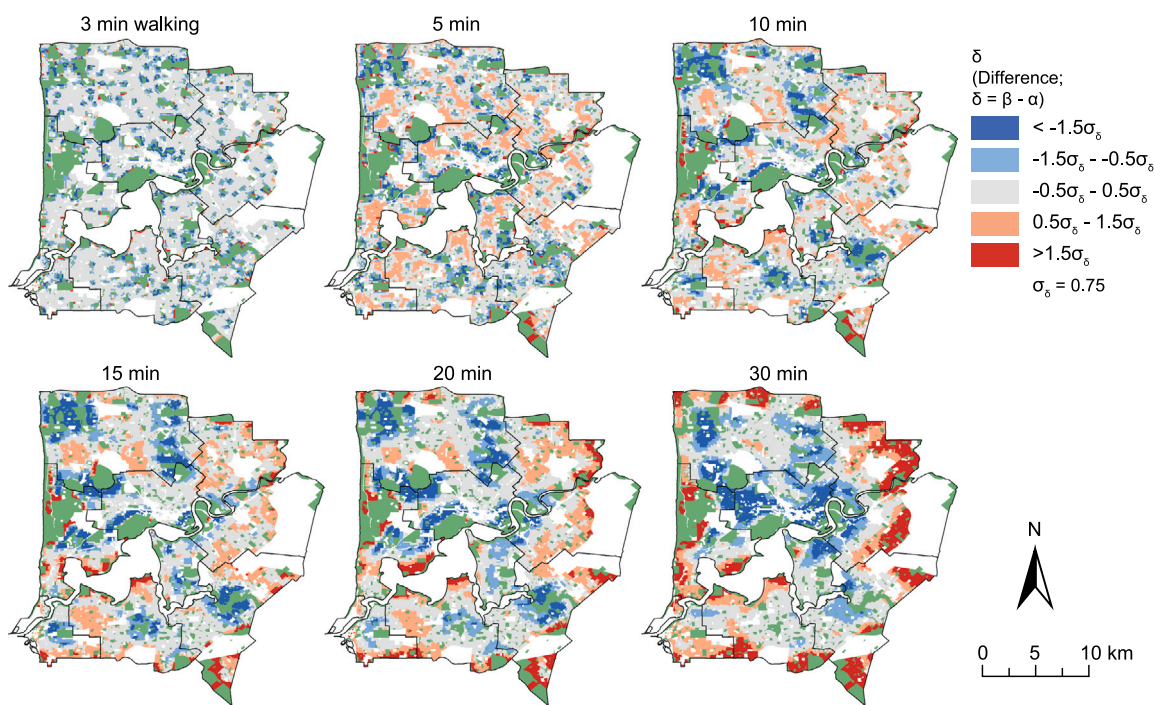 3 min walking
5 min
10 min
δ
(Difference;
δ = β - α)
< -1.5σδ
-1.5σδ - -0.5σδ
-0.5σδ - 0.5σδ
0.5σδ - 1.5σδ
>1.5σδ
σδ = 0.75
15 min
20 min
30 min
N
0 5 10 km